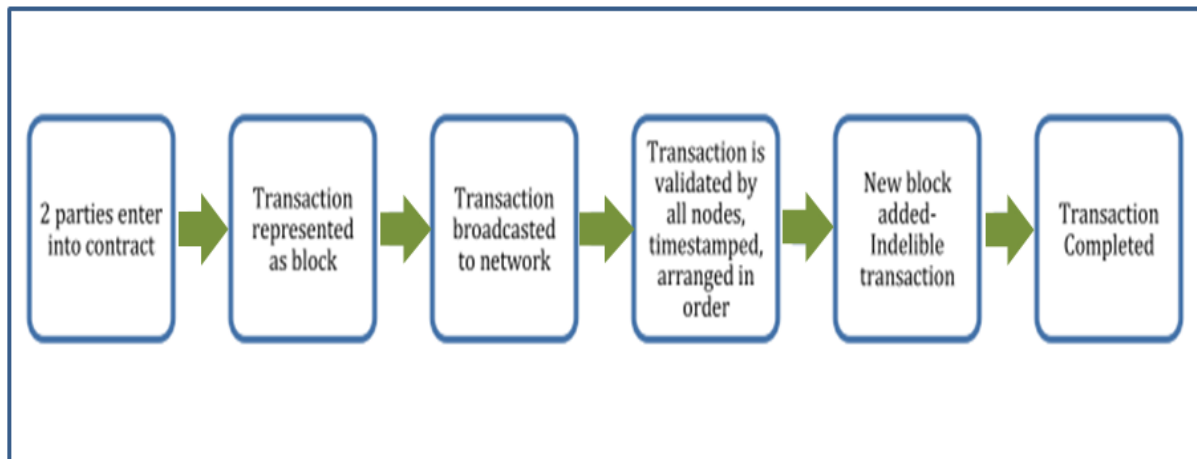 2 parties enter
into contract
Transaction
represented
as block
Transaction
broadcasted
to network
Transaction is
validated by
all nodes,
timestamped,
arranged in
order
New block
added-
Indelible
transaction
Transaction
Completed